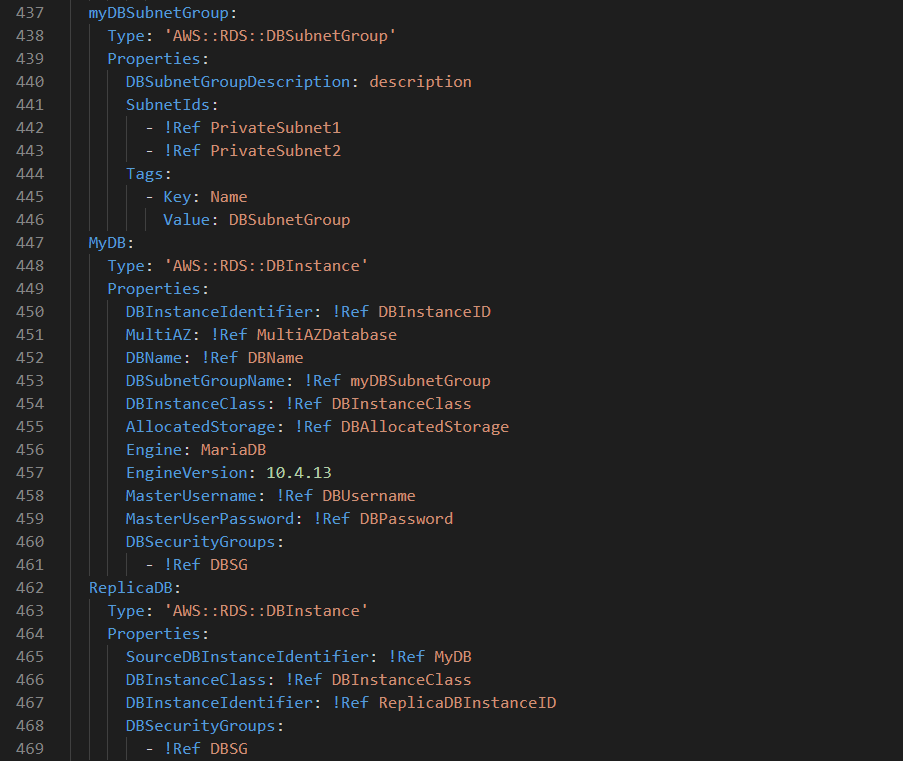 437 myDBSubnetGroup:
438 Type: 'AWS::RDS::DBSubnetGroup'
439 Properties:
440 DBSubnetGroupDescription: description
441 SubnetIds:
442 - !Ref PrivateSubnet1
443 - !Ref PrivateSubnet2
444 Tags:
445 - Key: Name
446 Value: DBSubnetGroup
447 MyDB:
448 Type: 'AWS::RDS::DBInstance'
449 Properties:
450 DBInstanceIdentifier: !Ref DBInstanceID
451 MultiAZ: !Ref MultiAZDatabase
452 DBName: !Ref DBName
453 DBSubnetGroupName: !Ref myDBSubnetGroup
454 DBInstanceClass: !Ref DBInstanceClass
455 AllocatedStorage: !Ref DBAllocatedStorage
456 Engine: MariaDB
457 EngineVersion: 10.4.13
458 MasterUsername: !Ref DBUsername
459 MasterUserPassword: !Ref DBPassword
460 DBSecurityGroups:
461 - !Ref DBSG
462 ReplicaDB:
463 Type: 'AWS::RDS::DBInstance'
464 Properties:
465 SourceDBInstanceIdentifier: !Ref MyDB
466 DBInstanceClass: !Ref DBInstanceClass
467 DBInstanceIdentifier: !Ref ReplicaDBInstanceID
468 DBSecurityGroups:
469 - !Ref DBSG